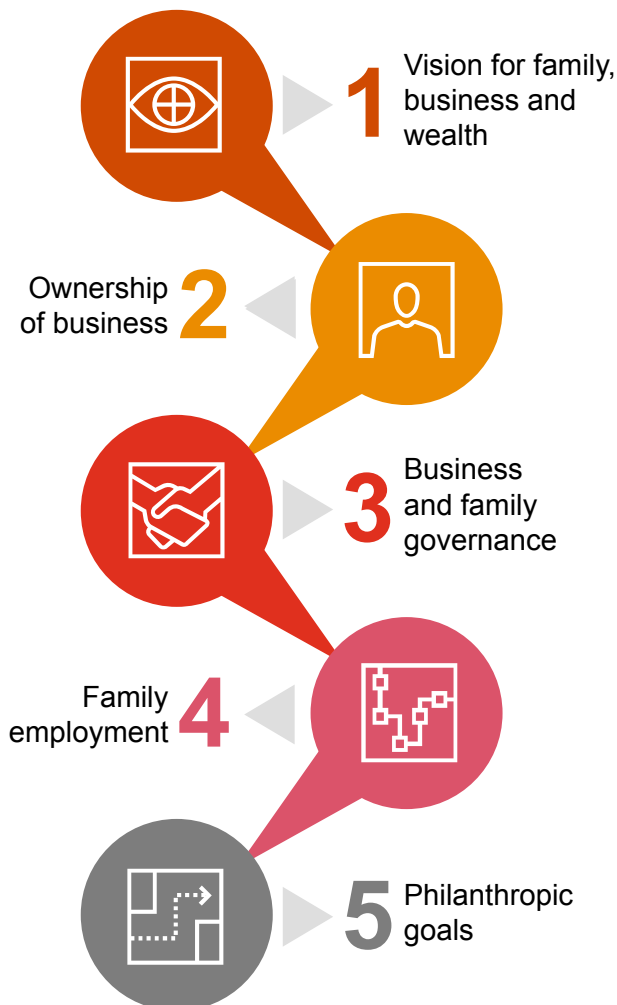 1
Vision for family,
business and
wealth
Ownership
of business
2
3
Business
and family
governance
Family
employment
4
5
Philanthropic
goals